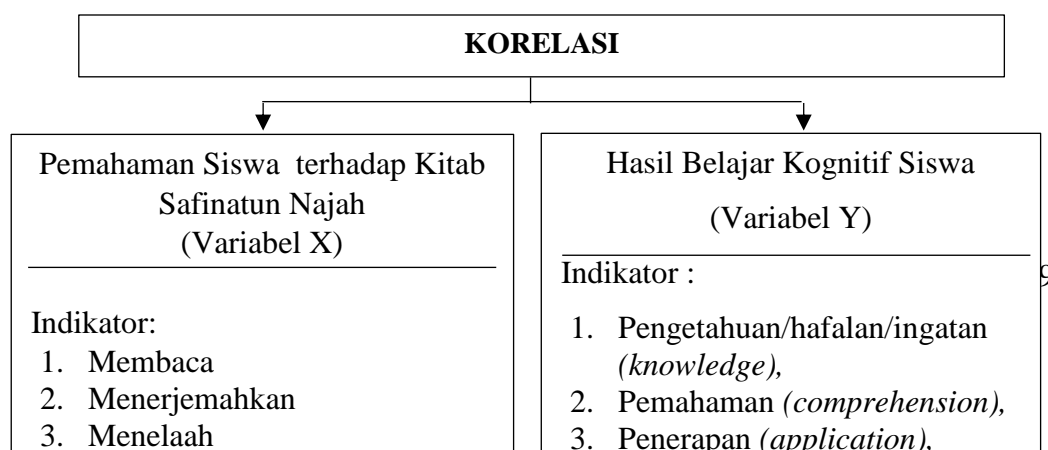 KORELASI
Pemahaman Siswa terhadap Kitab
Safinatun Najah
(Variabel X)
Indikator:
1. Membaca
2. Menerjemahkan
3. Menelaah
Hasil Belajar Kognitif Siswa
(Variabel Y)
Indikator :
1. Pengetahuan/hafalan/ingatan
(knowledge),
2. Pemahaman (comprehension),
3. Penerapan (application),
9